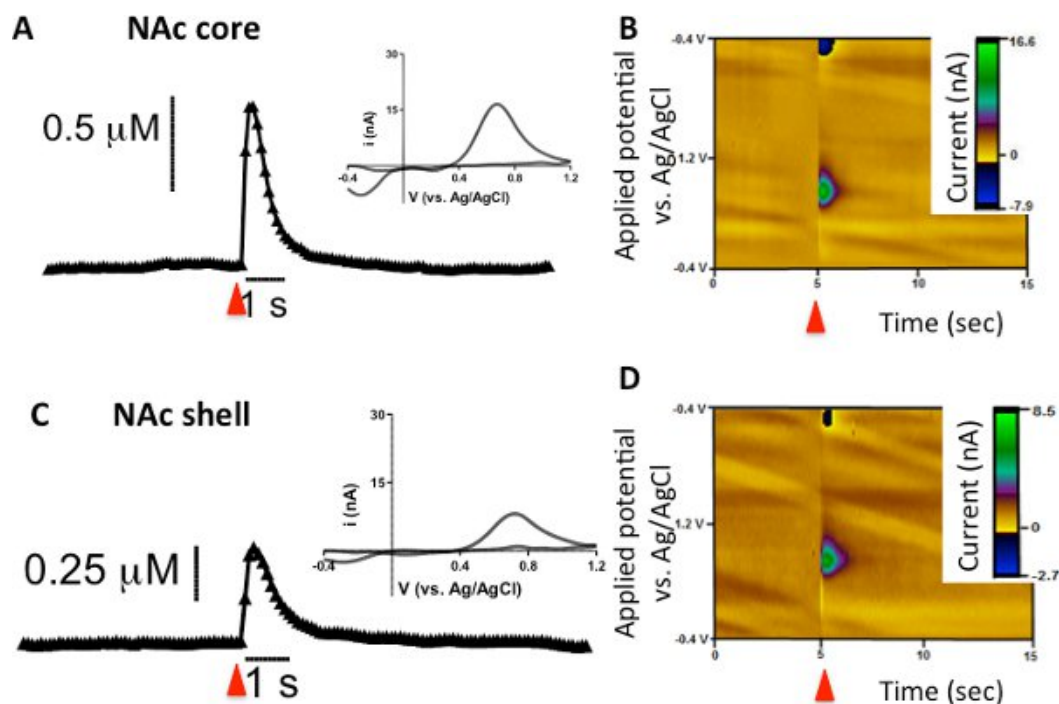 A NAc core
0.5 μM
1 s
30
15
i (nA)
-0.4 0.4 0.8 1.2
V (vs. Ag/AgCl)
B
Applied potential
vs. Ag/AgCl
-0.4 V
1.2 V
-0.4 V
0 5 10 15
Time (sec)
Current (nA)
16.6
0
-7.9
C NAc shell
0.25 μM
1 s
30
15
i (nA)
-0.4 0.4 0.8 1.2
V (vs. Ag/AgCl)
D
Applied potential
vs. Ag/AgCl
-0.4 V
1.2 V
-0.4 V
0 5 10 15
Time (sec)
Current (nA)
8.5
0
-2.7